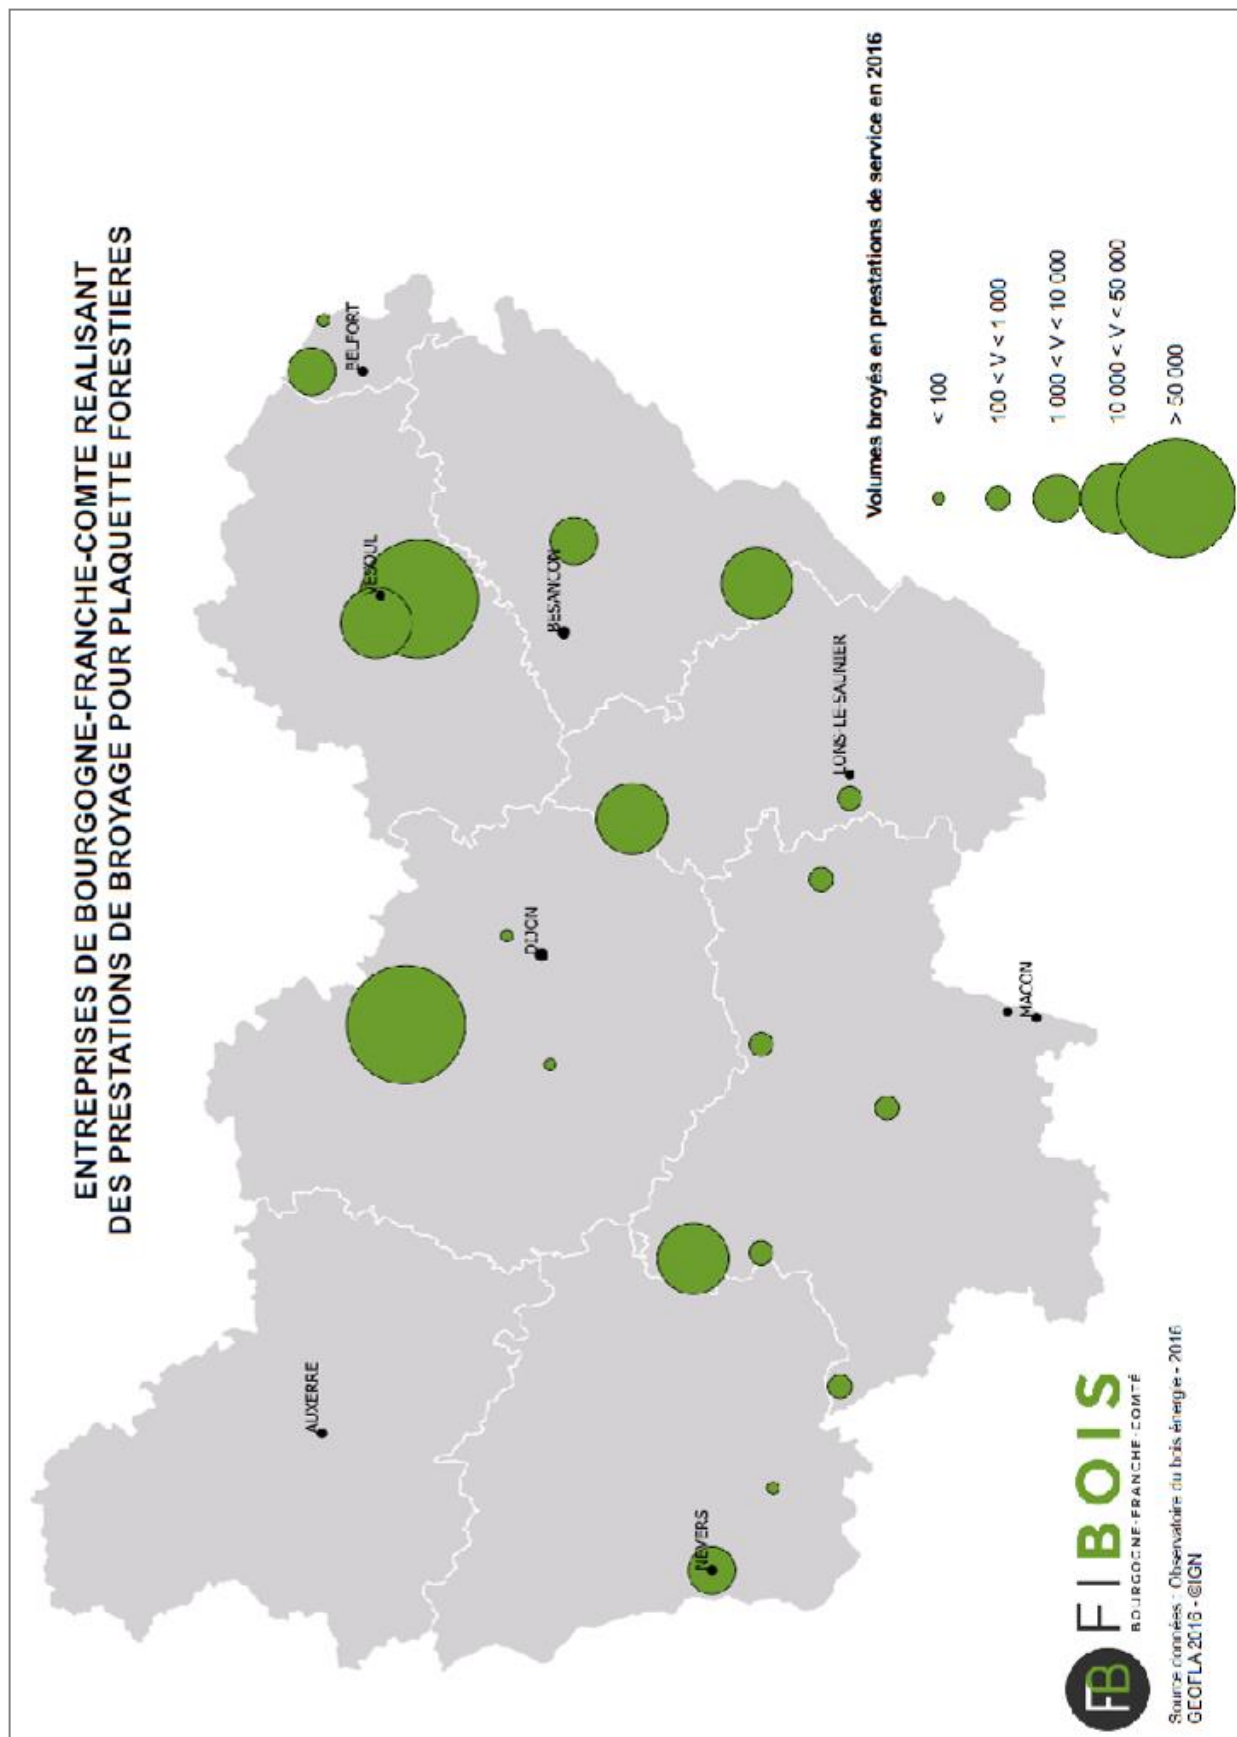 ENTREPRISES DE BOURGOGNE-FRANCHE-COMTE REALISANT
DES PRESTATIONS DE BROYAGE POUR PLAQUETTE FORESTIERES
BELFORT
VESOUL
AUXERRE
DIJON
BESANCON
NEVERS
LONS-LE-SAUNIER
MACON
Volumes broyés en prestations de service en 2016
< 100
100 < V < 1 000
1 000 < V < 10 000
10 000 < V < 50 000
> 50 000
FB FIBOIS
BOURGOGNE-FRANCHE-COMTÉ
Source données : Observatoire du bois énergie - 2016
GEOFLA 2016 - ©IGN